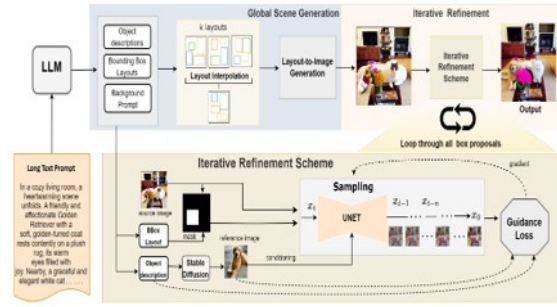 Global Scene Generation
Iterative Refinement
LLM
Object
descriptions
Bounding Box
Layouts
Background
Prompt
k layouts
Layout Interpolation
Layout-to-Image
Generation
Iterative
Refinement
Scheme
Output
Loop through all box proposals
Long Text Prompt
In a cozy living room, a
heartwarming scene
unfolds. A friendly and
affectionate Golden
Retriever with a
soft, golden-furred coat
rests contently on a plush
rug, its warm
eyes filled with
joy. Nearby, a graceful and
elegant white cat
Iterative Refinement Scheme
source image
BBox
Layout
mask
reference image
Object
description
Stable
Diffusion
conditioning
Sampling
UNET
gradient
Guidance
Loss